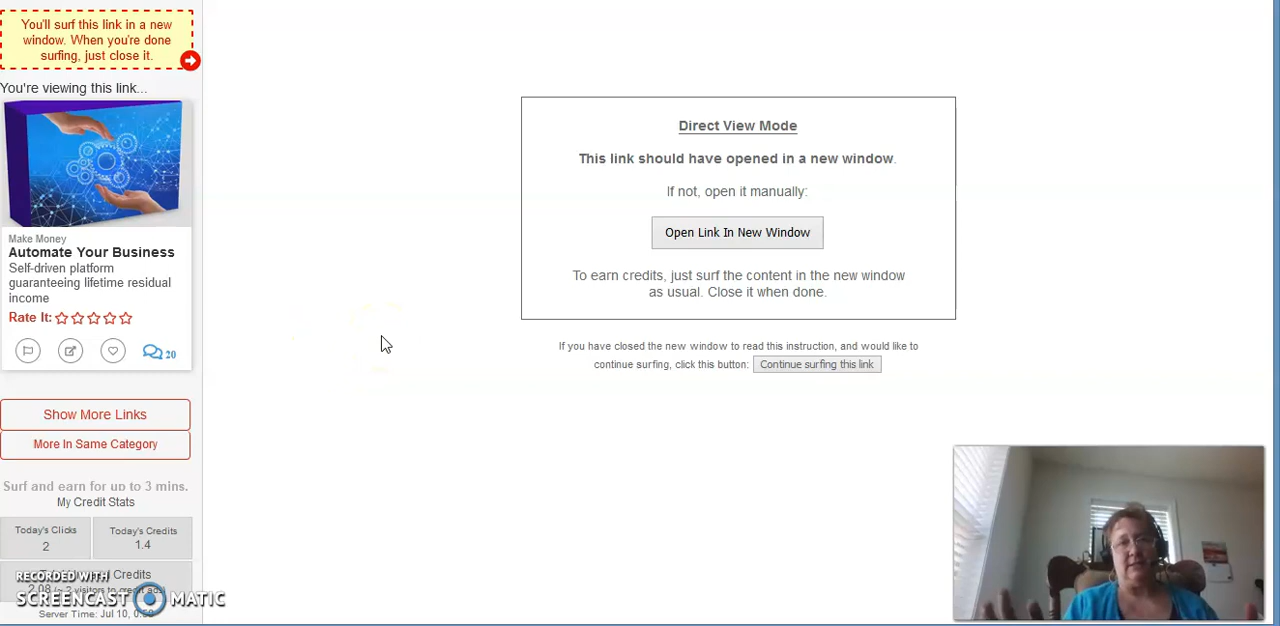 You'll surf this link in a new
window. When you're done
surfing, just close it.
You're viewing this link...
Make Money
Automate Your Business
Self-driven platform
guaranteeing lifetime residual
income
Rate It:
20
Show More Links
More In Same Category
Surf and earn for up to 3 mins.
My Credit Stats
Today's Clicks
2
Today's Credits
1.4
Credits
RECORDED WITH
SCREENCAST MATIC
Server Time: Jul 10,
Direct View Mode
This link should have opened in a new window.
If not, open it manually:
Open Link In New Window
To earn credits, just surf the content in the new window
as usual. Close it when done.
If you have closed the new window to read this instruction, and would like to
continue surfing, click this button: Continue surfing this link